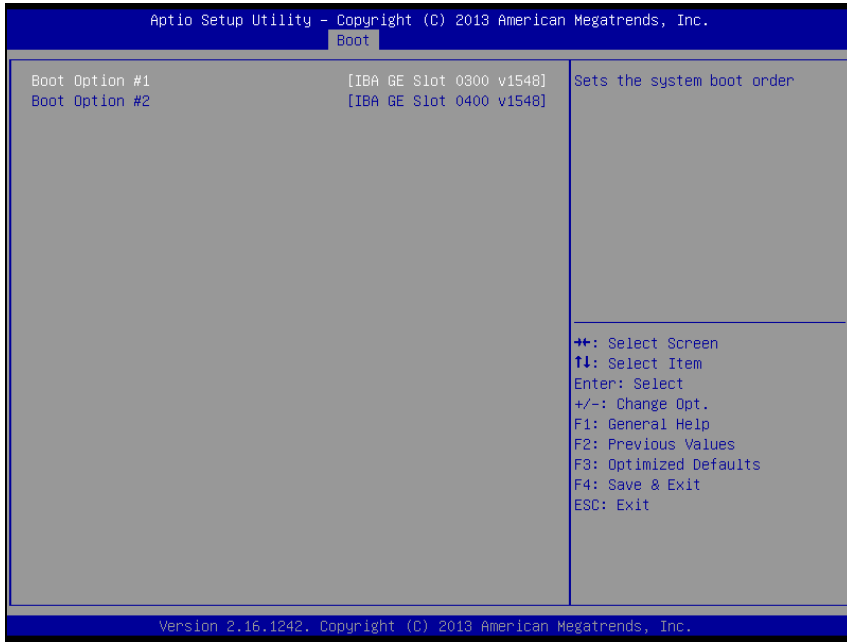 Aptio Setup Utility – Copyright (C) 2013 American Megatrends, Inc.
Boot
Boot Option #1 [IBA GE Slot 0300 v1548]
Boot Option #2 [IBA GE Slot 0400 v1548]
Sets the system boot order
→←: Select Screen
↑↓: Select Item
Enter: Select
+/-: Change Opt.
F1: General Help
F2: Previous Values
F3: Optimized Defaults
F4: Save & Exit
ESC: Exit
Version 2.16.1242. Copyright (C) 2013 American Megatrends, Inc.